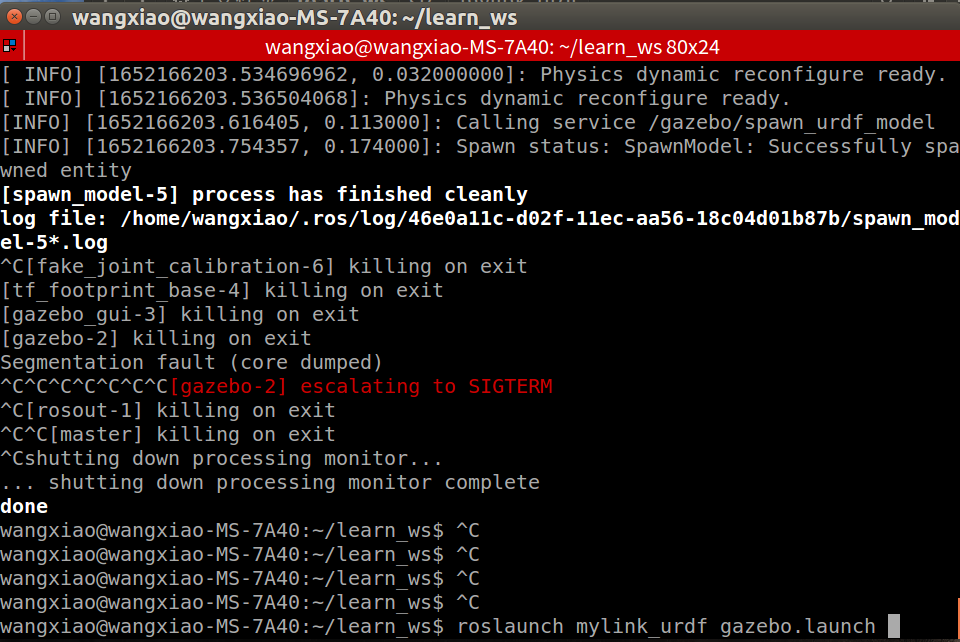 wangxiao@wangxiao-MS-7A40: ~/learn_ws
wangxiao@wangxiao-MS-7A40: ~/learn_ws 80x24
[ INFO] [1652166203.534696962, 0.032000000]: Physics dynamic reconfigure ready.
[ INFO] [1652166203.536504068]: Physics dynamic reconfigure ready.
[INFO] [1652166203.616405, 0.113000]: Calling service /gazebo/spawn_urdf_model
[INFO] [1652166203.754357, 0.174000]: Spawn status: SpawnModel: Successfully spa
wned entity
[spawn_model-5] process has finished cleanly
log file: /home/wangxiao/.ros/log/46e0a11c-d02f-11ec-aa56-18c04d01b87b/spawn_mod
el-5*.log
^C[fake_joint_calibration-6] killing on exit
[tf_footprint_base-4] killing on exit
[gazebo_gui-3] killing on exit
[gazebo-2] killing on exit
Segmentation fault (core dumped)
^C^C^C^C^C^C^C[gazebo-2] escalating to SIGTERM
^C[rosout-1] killing on exit
^C^C[master] killing on exit
^Cshutting down processing monitor...
... shutting down processing monitor complete
done
wangxiao@wangxiao-MS-7A40:~/learn_ws$ ^C
wangxiao@wangxiao-MS-7A40:~/learn_ws$ ^C
wangxiao@wangxiao-MS-7A40:~/learn_ws$ ^C
wangxiao@wangxiao-MS-7A40:~/learn_ws$ ^C
wangxiao@wangxiao-MS-7A40:~/learn_ws$ roslaunch mylink_urdf gazebo.launch